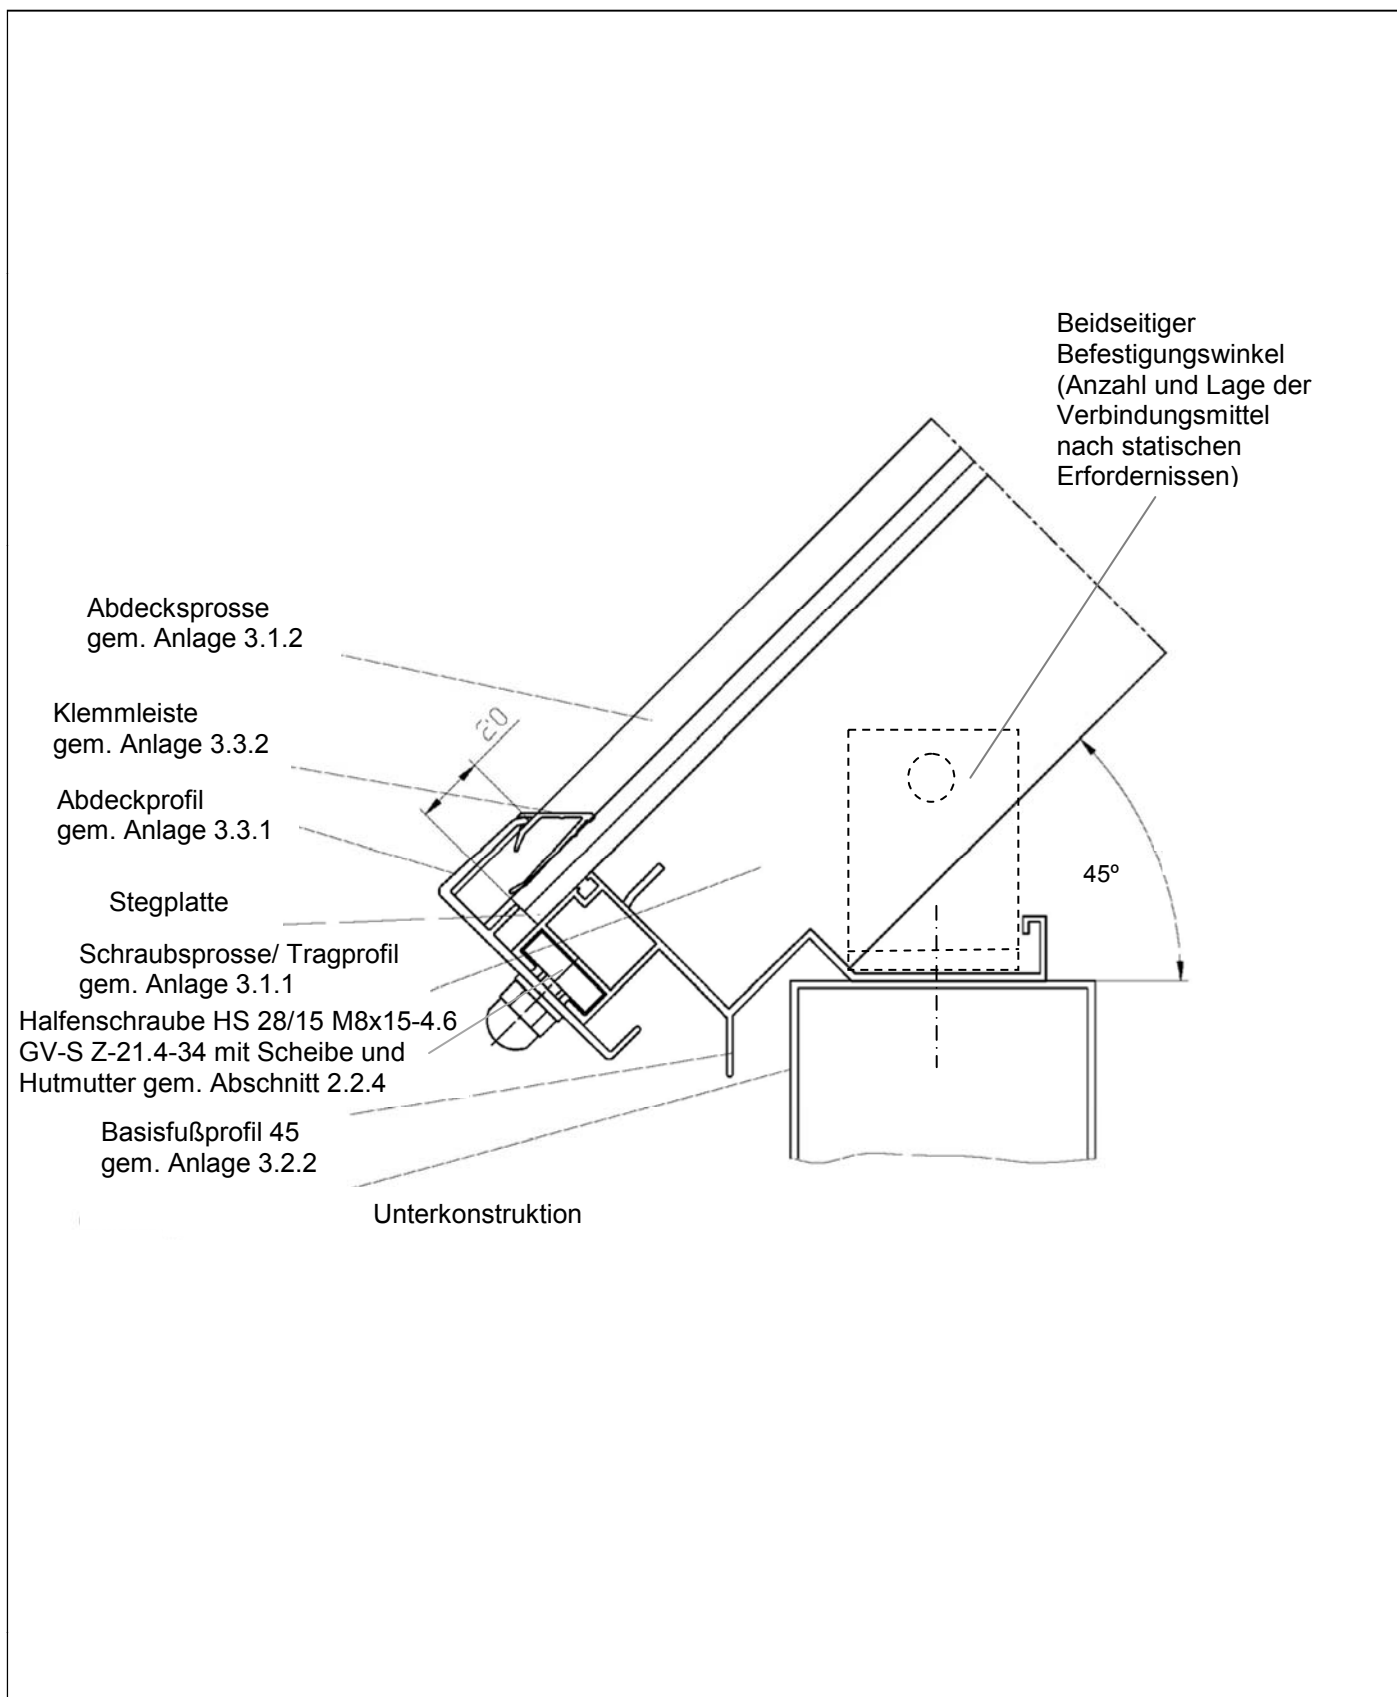 Beidseitiger
Befestigungswinkel
(Anzahl und Lage der
Verbindungsmittel
nach statischen
Erfordernissen)
Abdecksprosse
gem. Anlage 3.1.2
Klemmleiste
gem. Anlage 3.3.2
20
Abdeckprofil
gem. Anlage 3.3.1
45º
Stegplatte
Schraubsprosse/ Tragprofil
gem. Anlage 3.1.1
Halfenschraube HS 28/15 M8x15-4.6
GV-S Z-21.4-34 mit Scheibe und
Hutmutter gem. Abschnitt 2.2.4
Basisfußprofil 45
gem. Anlage 3.2.2
Unterkonstruktion